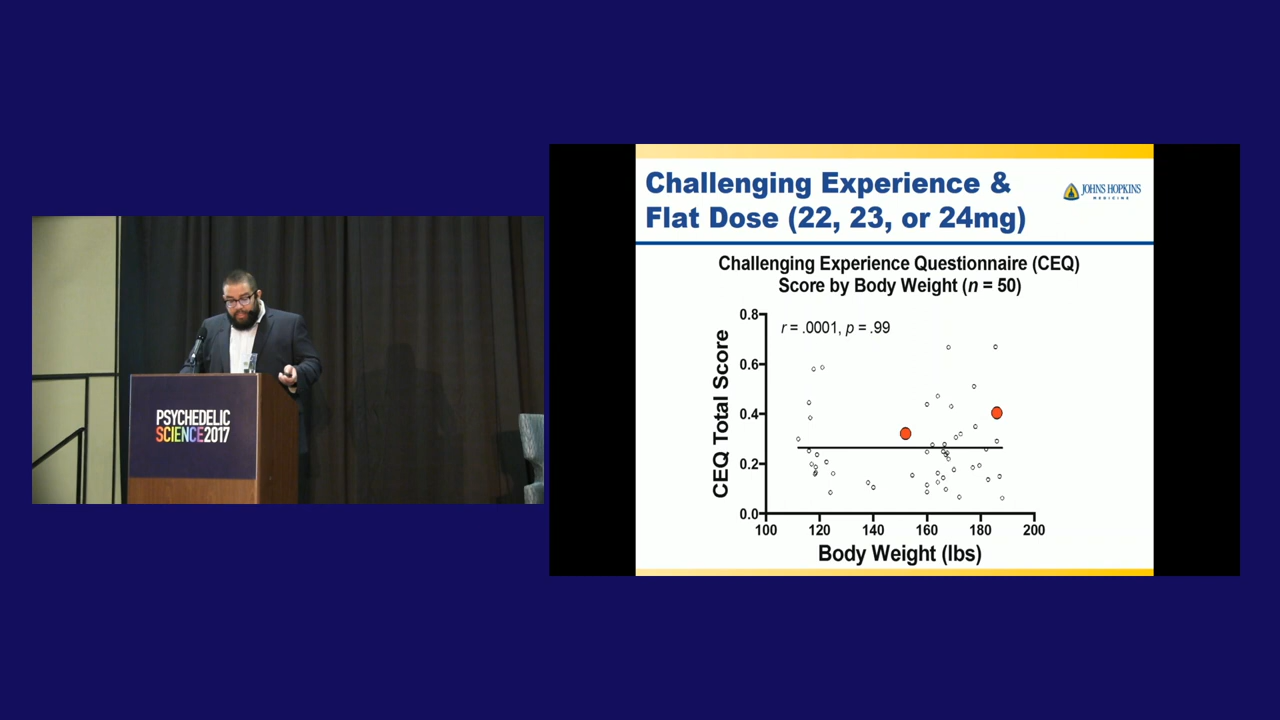 PSYCHEDELIC
SCIENCE2017
Challenging Experience &
Flat Dose (22, 23, or 24mg)
JOHNS HOPKINS
MEDICINE
Challenging Experience Questionnaire (CEQ)
Score by Body Weight (n = 50)
r = .0001, p = .99
CEQ Total Score
0.8
0.6
0.4
0.2
0.0
100 120 140 160 180 200
Body Weight (lbs)